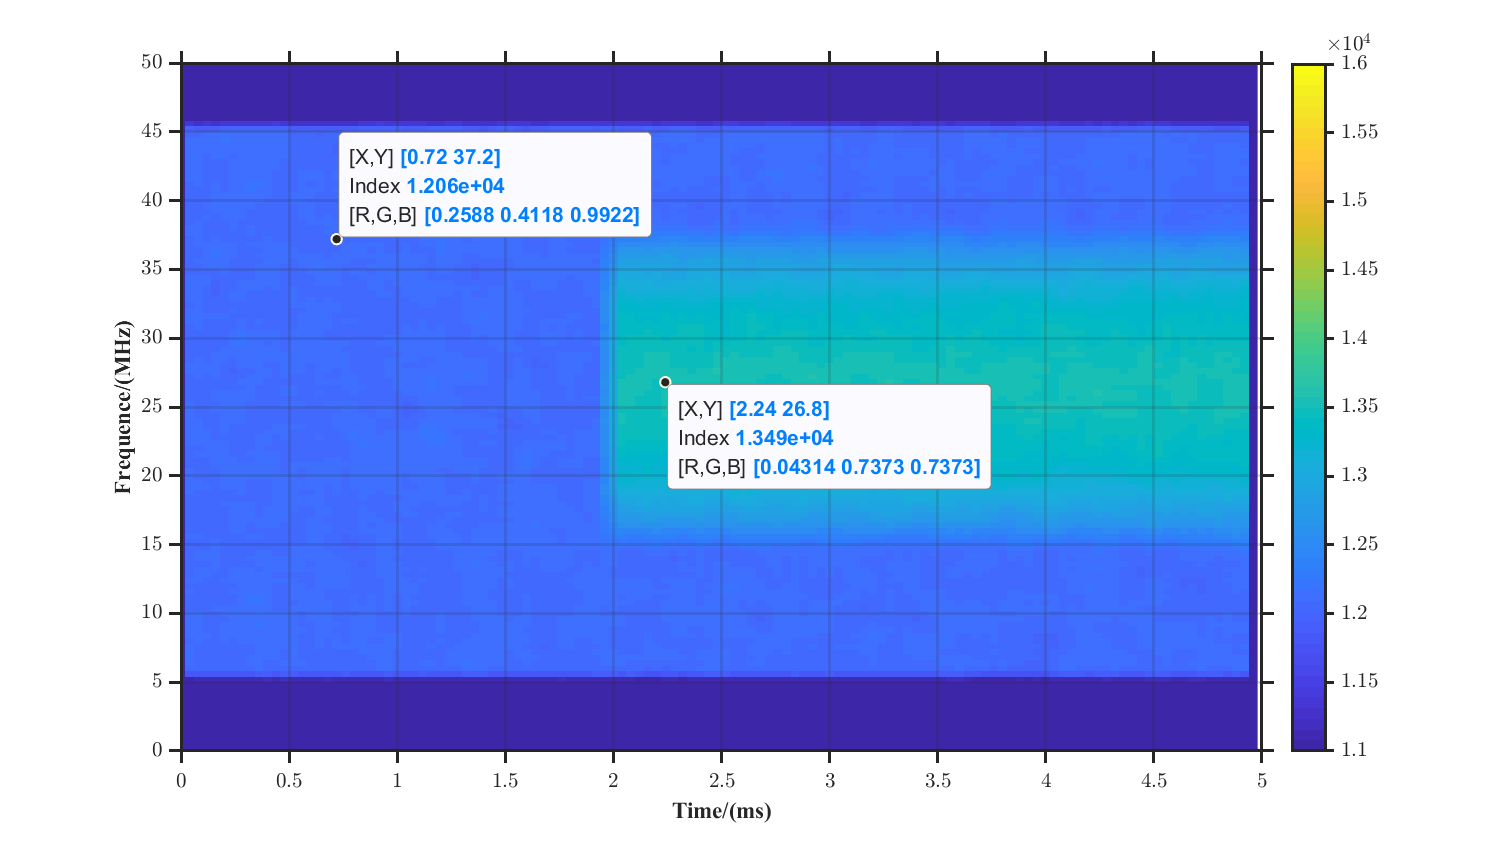 ×10⁴
50
45
40
35
30
25
20
15
10
5
0
Frequence/(MHz)
[X,Y] [0.72 37.2]
Index 1.206e+04
[R,G,B] [0.2588 0.4118 0.9922]
[X,Y] [2.24 26.8]
Index 1.349e+04
[R,G,B] [0.04314 0.7373 0.7373]
1.6
1.55
1.5
1.45
1.4
1.35
1.3
1.25
1.2
1.15
1.1
0 0.5 1 1.5 2 2.5 3 3.5 4 4.5 5
Time/(ms)